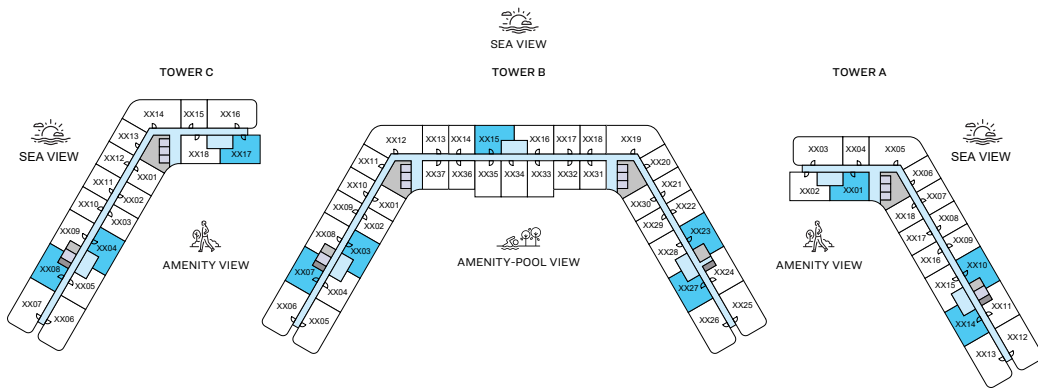 SEA VIEW
TOWER C
TOWER B
TOWER A
SEA VIEW
XX14
XX15
XX16
XX13
XX12
XX11
XX10
XX09
XX08
XX07
XX06
XX05
XX04
XX03
XX02
XX01
XX18
XX17
AMENITY VIEW
XX12
XX13
XX14
XX15
XX16
XX17
XX18
XX19
XX11
XX10
XX09
XX08
XX07
XX06
XX05
XX04
XX03
XX02
XX01
XX37
XX36
XX35
XX34
XX33
XX32
XX31
XX30
XX29
XX28
XX27
XX26
XX20
XX21
XX22
XX23
XX24
XX25
AMENITY-POOL VIEW
SEA VIEW
XX03
XX04
XX05
XX02
XX01
XX06
XX07
XX08
XX09
XX10
XX11
XX12
XX18
XX17
XX16
XX15
XX14
XX13
AMENITY VIEW